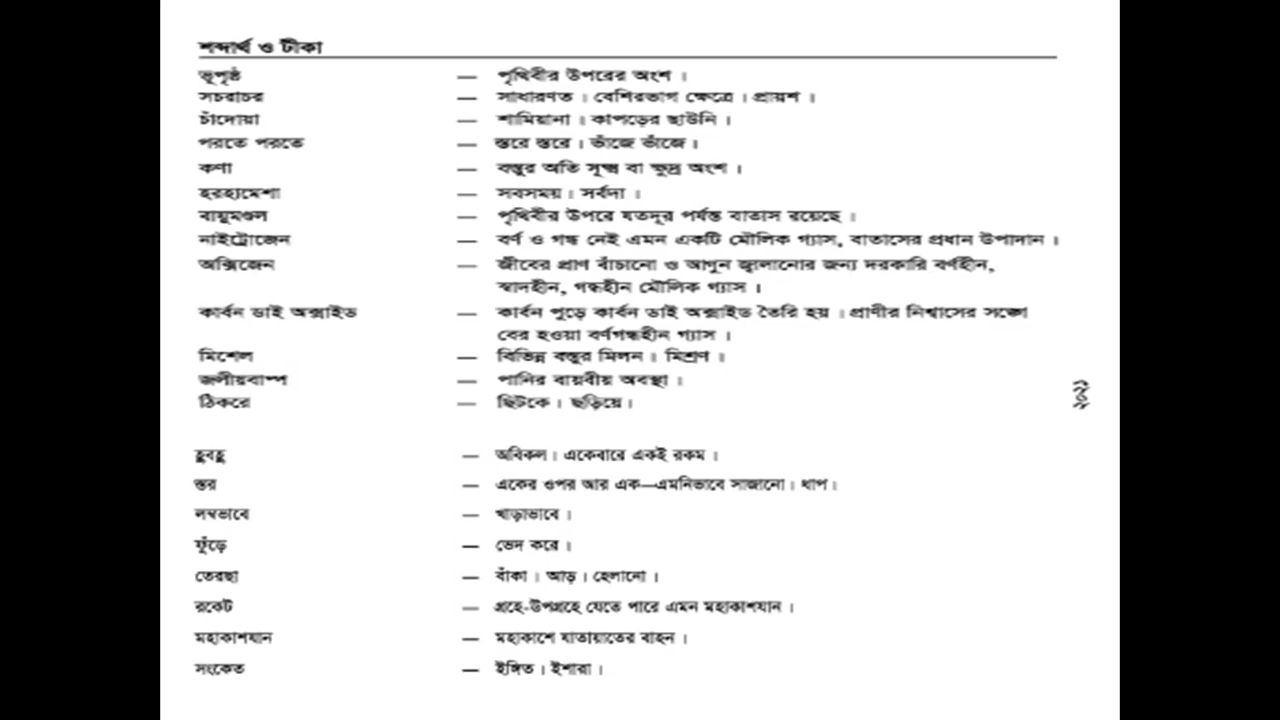 শব্দার্থ ও টীকা
ভূপৃষ্ঠ — পৃথিবীর উপরের অংশ ।
সচরাচর — সাধারণত । বেশিরভাগ ক্ষেত্রে । প্রায়শ ।
চাঁদোয়া — শামিয়ানা । কাপড়ের ছাউনি ।
পরতে পরতে — স্তরে স্তরে । ভাঁজে ভাঁজে ।
কণা — বস্তুর অতি সূক্ষ্ম বা ক্ষুদ্র অংশ ।
হরহামেশা — সবসময় । সর্বদা ।
বায়ুমণ্ডল — পৃথিবীর উপরে যতদূর পর্যন্ত বাতাস রয়েছে ।
নাইট্রোজেন — বর্ণ ও গন্ধ নেই এমন একটি মৌলিক গ্যাস, বাতাসের প্রধান উপাদান ।
অক্সিজেন — জীবের প্রাণ বাঁচানো ও আগুন জ্বালানোর জন্য দরকারি বর্ণহীন,
স্বাদহীন, গন্ধহীন মৌলিক গ্যাস ।
কার্বন ডাই অক্সাইড — কার্বন পুড়ে কার্বন ডাই অক্সাইড তৈরি হয় । প্রাণীর নিশ্বাসের সঙ্গে
বের হওয়া বর্ণগন্ধহীন গ্যাস ।
মিশেল — বিভিন্ন বস্তুর মিলন । মিশ্রণ ।
জলীয়বাষ্প — পানির বায়বীয় অবস্থা ।
ঠিকরে — ছিটকে । ছড়িয়ে ।
২০২১
হুবহু — অবিকল । একেবারে একই রকম ।
স্তর — একের ওপর আর এক—এমনিভাবে সাজানো । ধাপ ।
লম্বভাবে — খাড়াভাবে ।
ফুঁড়ে — ভেদ করে ।
তেরছা — বাঁকা । আড় । হেলানো ।
রকেট — গ্রহে-উপগ্রহে যেতে পারে এমন মহাকাশযান ।
মহাকাশযান — মহাকাশে যাতায়াতের বাহন ।
সংকেত — ইঙ্গিত । ইশারা ।